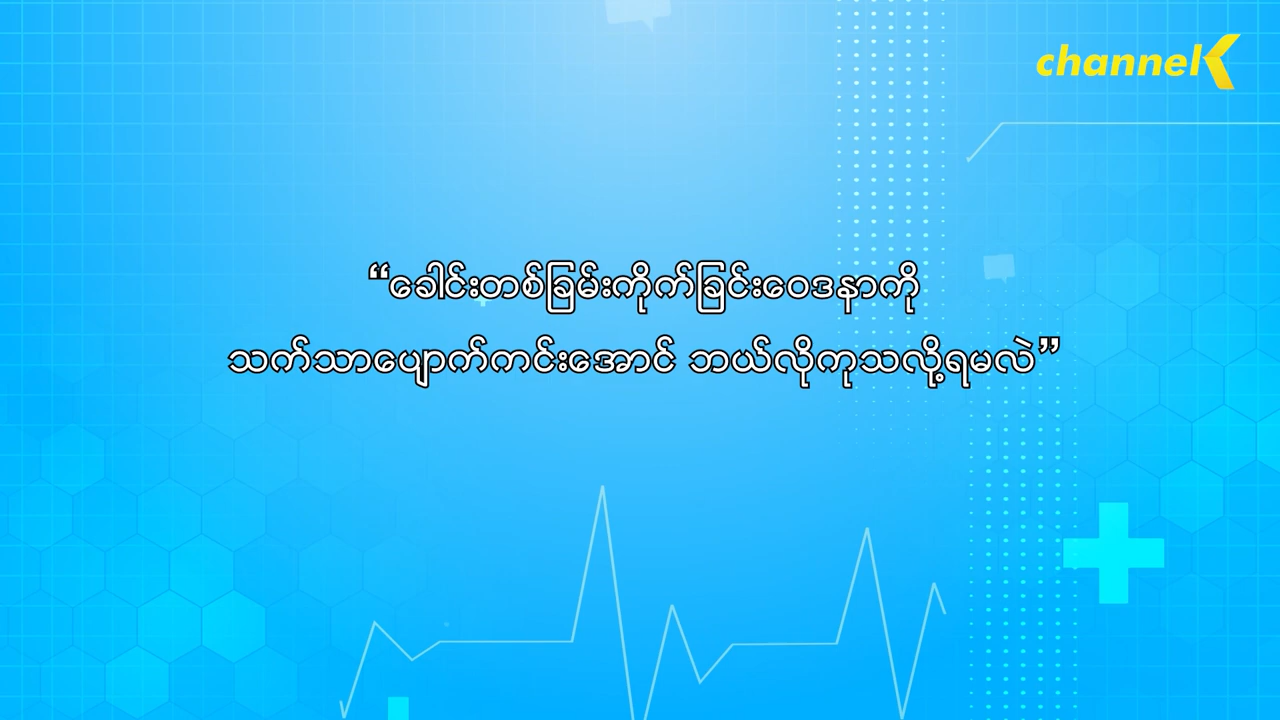 channelK
“ခေါင်းတစ်ခြမ်းကိုက်ခြင်းဝေဒနာကို
သက်သာပျောက်ကင်းအောင် ဘယ်လိုကုသလို့ရမလဲ”